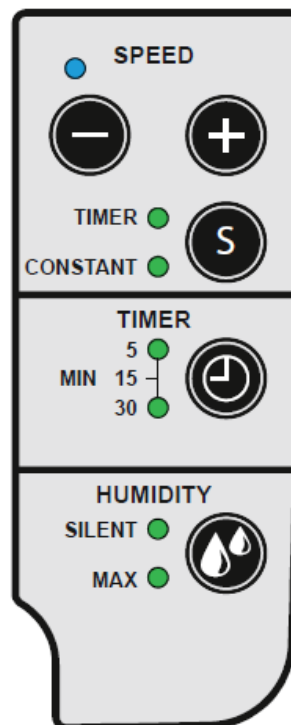 SPEED
− +
TIMER
S
CONSTANT
TIMER
5
MIN 15
30
HUMIDITY
SILENT
MAX